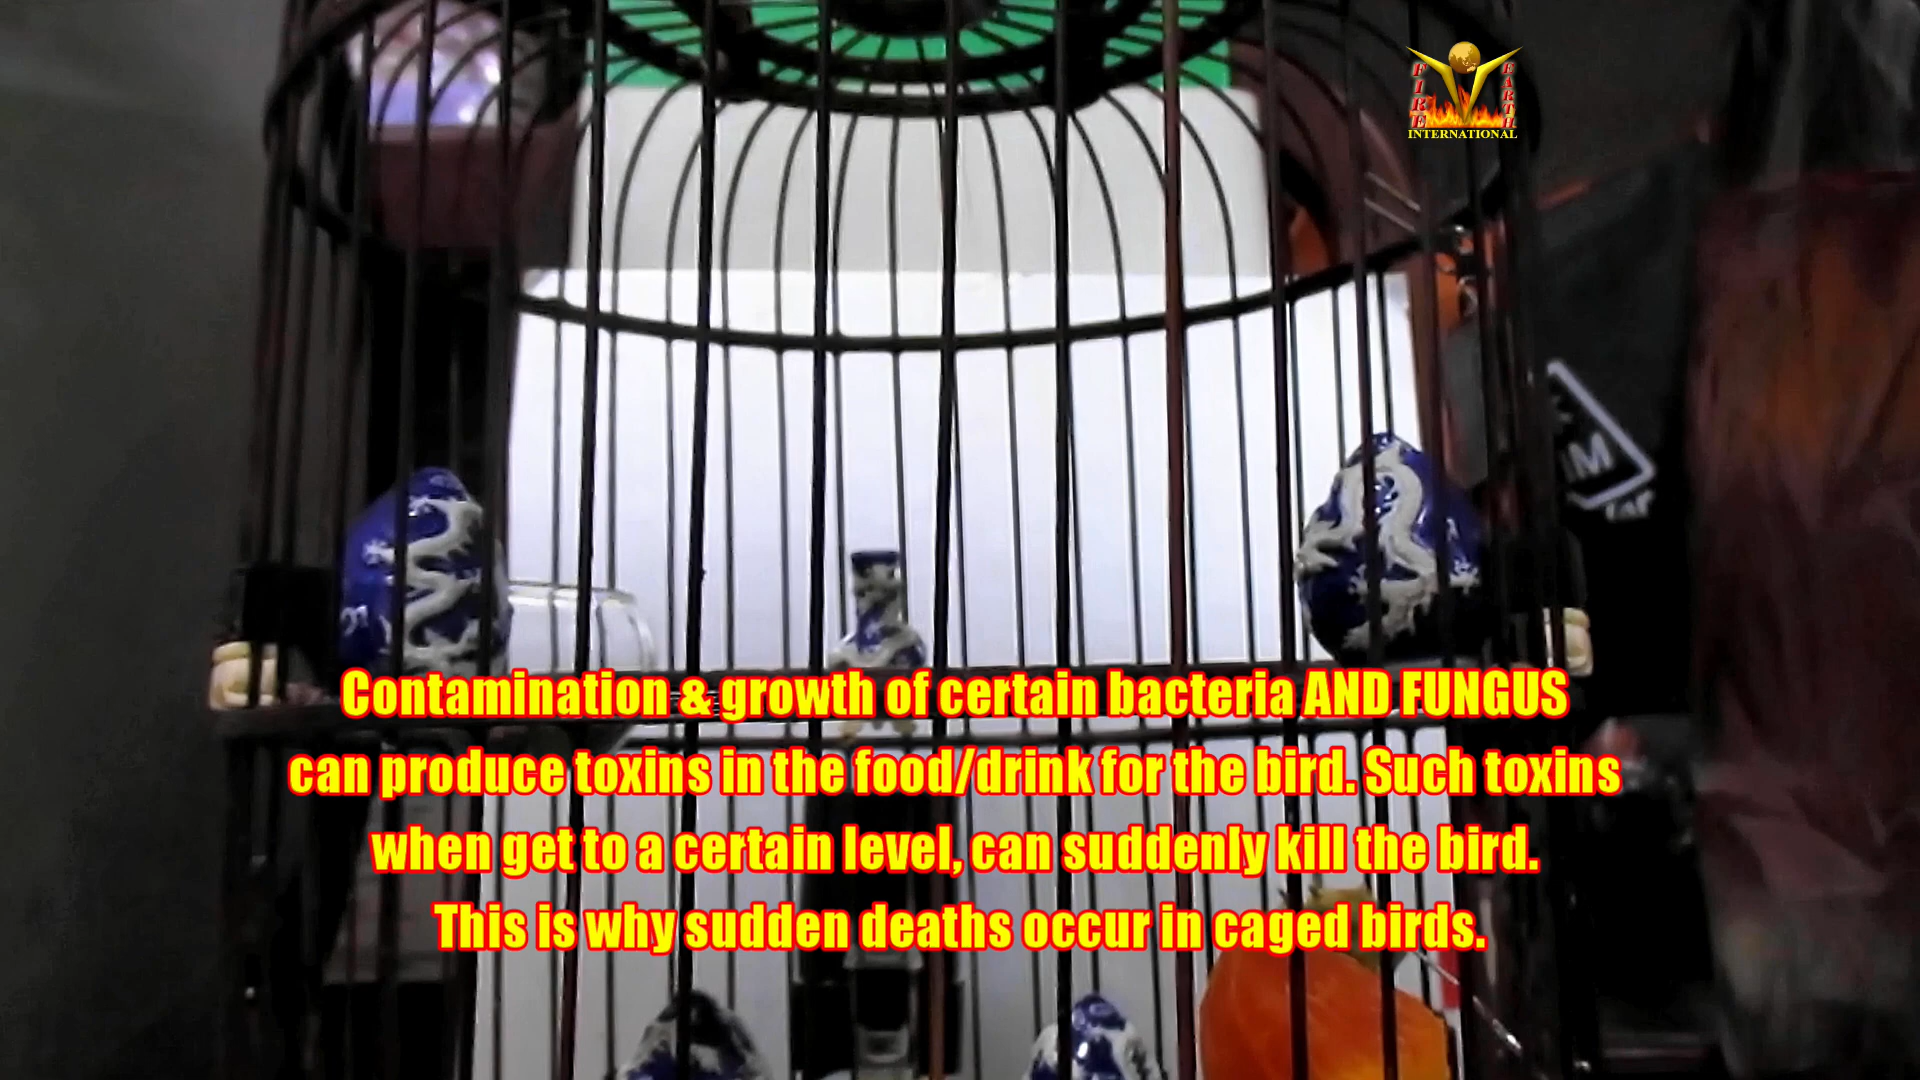 FIRE EARTH
INTERNATIONAL
IM
Contamination & growth of certain bacteria AND FUNGUS
can produce toxins in the food/drink for the bird. Such toxins
when get to a certain level, can suddenly kill the bird.
This is why sudden deaths occur in caged birds.